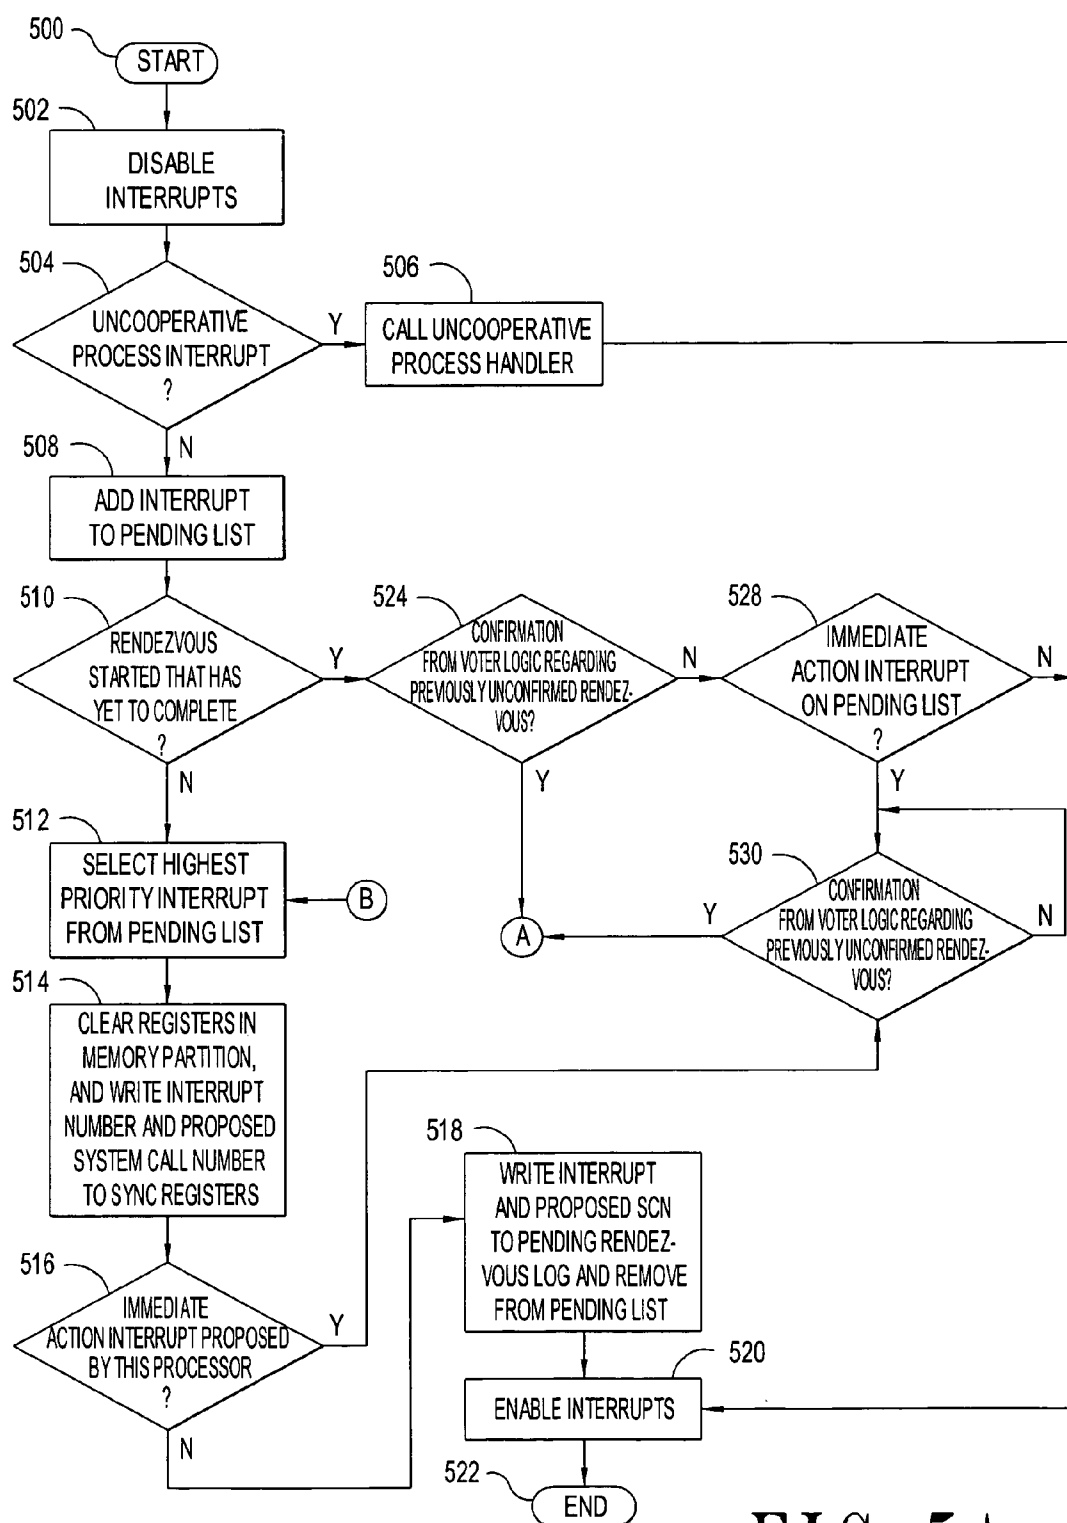 500
START
502
DISABLE
INTERRUPTS
504
UNCOOPERATIVE
PROCESS INTERRUPT
?
Y
506
CALL UNCOOPERATIVE
PROCESS HANDLER
N
508
ADD INTERRUPT
TO PENDING LIST
510
RENDEZVOUS
STARTED THAT HAS
YET TO COMPLETE
?
Y
524
CONFIRMATION
FROM VOTER LOGIC REGARDING
PREVIOUSLY UNCONFIRMED RENDEZ-
VOUS?
N
528
IMMEDIATE
ACTION INTERRUPT
ON PENDING LIST
?
N
N
Y
Y
512
SELECT HIGHEST
PRIORITY INTERRUPT
FROM PENDING LIST
B
A
530
CONFIRMATION
FROM VOTER LOGIC REGARDING
PREVIOUSLY UNCONFIRMED RENDEZ-
VOUS?
Y
N
514
CLEAR REGISTERS IN
MEMORY PARTITION,
AND WRITE INTERRUPT
NUMBER AND PROPOSED
SYSTEM CALL NUMBER
TO SYNC REGISTERS
516
IMMEDIATE
ACTION INTERRUPT PROPOSED
BY THIS PROCESSOR
?
Y
N
518
WRITE INTERRUPT
AND PROPOSED SCN
TO PENDING RENDEZ-
VOUS LOG AND REMOVE
FROM PENDING LIST
520
ENABLE INTERRUPTS
522
END
FIG. 5A